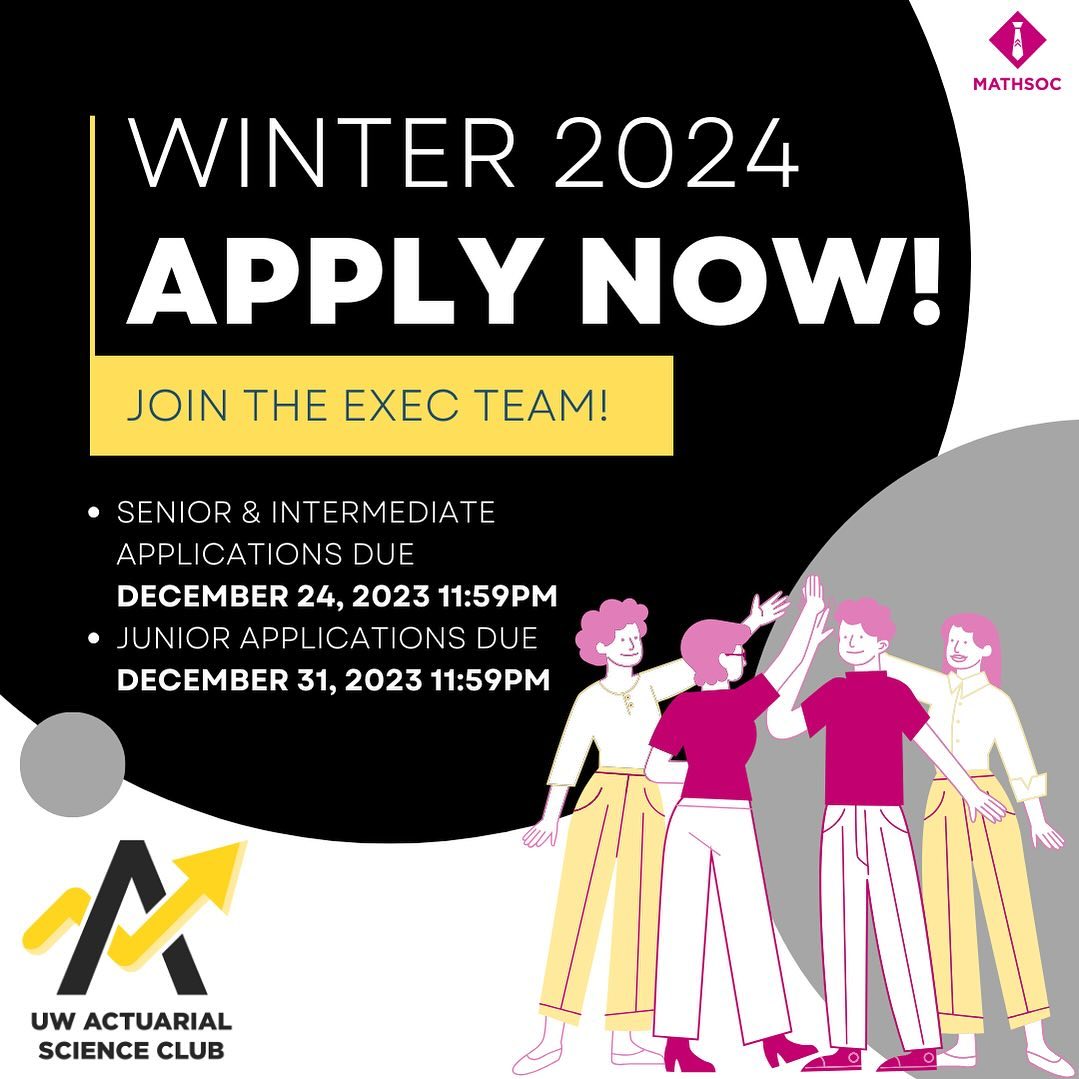 MATHSOC
WINTER 2024
APPLY NOW!
JOIN THE EXEC TEAM!
• SENIOR & INTERMEDIATE
APPLICATIONS DUE
DECEMBER 24, 2023 11:59PM
• JUNIOR APPLICATIONS DUE
DECEMBER 31, 2023 11:59PM
UW ACTUARIAL
SCIENCE CLUB